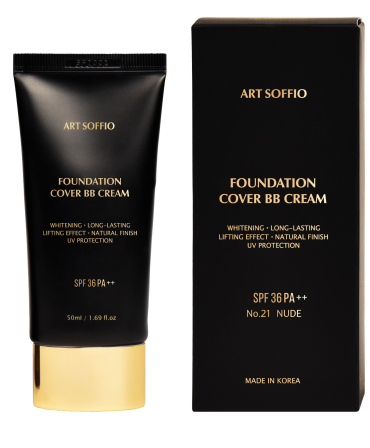 ART SOFFIO
FOUNDATION
COVER BB CREAM
WHITENING · LONG-LASTING
LIFTING EFFECT · NATURAL FINISH
UV PROTECTION
SPF 36 PA++
50ml / 1.69 fl.oz
ART SOFFIO
FOUNDATION
COVER BB CREAM
WHITENING · LONG-LASTING
LIFTING EFFECT · NATURAL FINISH
UV PROTECTION
SPF 36 PA++
No.21 NUDE
MADE IN KOREA